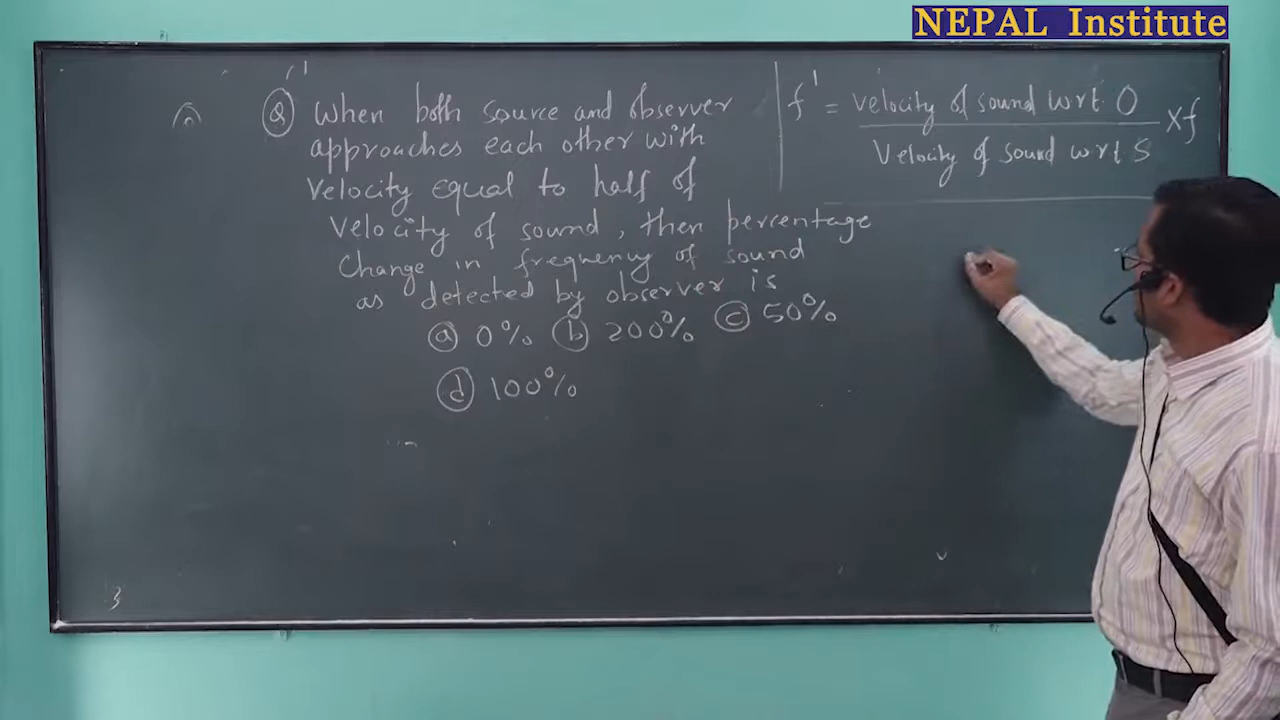 NEPAL Institute
Q When both source and observer
approaches each other with
velocity equal to half of
velocity of sound, then percentage
change in frequency of sound
as detected by observer is
a 0% b 200% c 50%
d 100%
f' = velocity of sound wrt O
Velocity of sound wrt S
xf